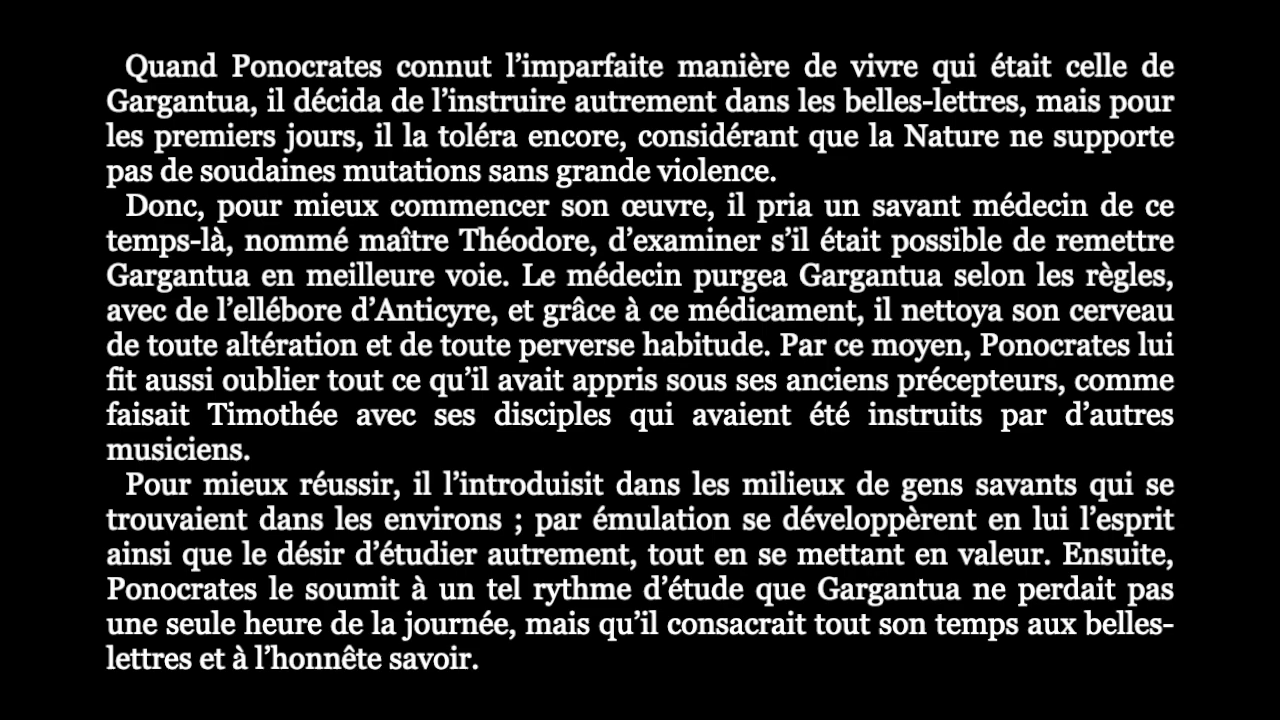 Quand Ponocrates connut l’imparfaite manière de vivre qui était celle de
Gargantua, il décida de l’instruire autrement dans les belles-lettres, mais pour
les premiers jours, il la toléra encore, considérant que la Nature ne supporte
pas de soudaines mutations sans grande violence.
Donc, pour mieux commencer son œuvre, il pria un savant médecin de ce
temps-là, nommé maître Théodore, d’examiner s’il était possible de remettre
Gargantua en meilleure voie. Le médecin purgea Gargantua selon les règles,
avec de l’ellébore d’Anticyre, et grâce à ce médicament, il nettoya son cerveau
de toute altération et de toute perverse habitude. Par ce moyen, Ponocrates lui
fit aussi oublier tout ce qu’il avait appris sous ses anciens précepteurs, comme
faisait Timothée avec ses disciples qui avaient été instruits par d’autres
musiciens.
Pour mieux réussir, il l’introduisit dans les milieux de gens savants qui se
trouvaient dans les environs ; par émulation se développèrent en lui l’esprit
ainsi que le désir d’étudier autrement, tout en se mettant en valeur. Ensuite,
Ponocrates le soumit à un tel rythme d’étude que Gargantua ne perdait pas
une seule heure de la journée, mais qu’il consacrait tout son temps aux belles-
lettres et à l’honnête savoir.